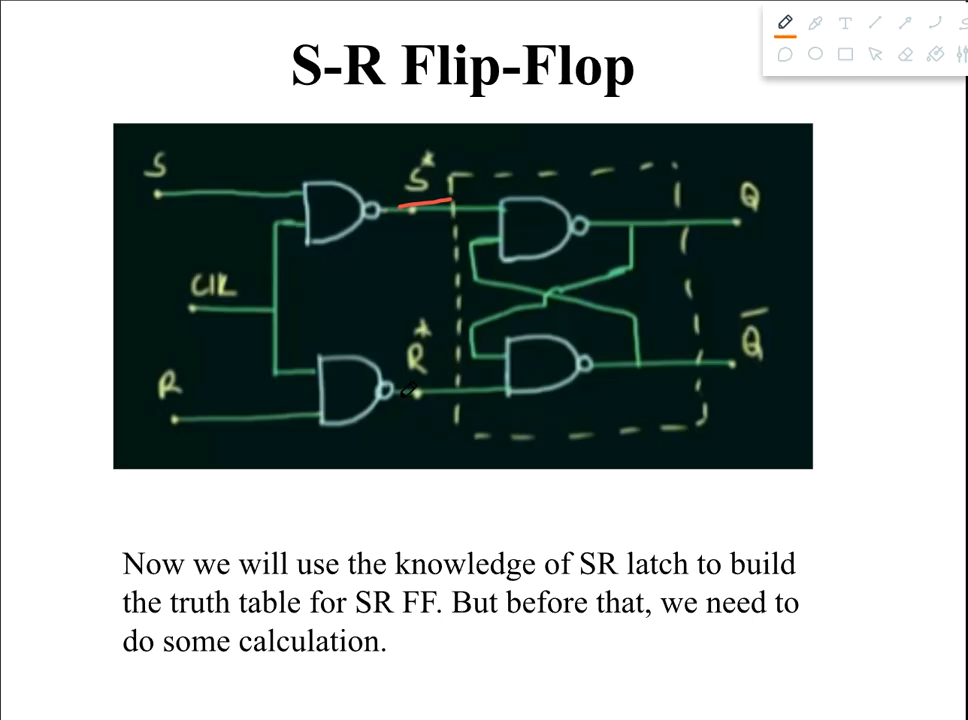 S-R Flip-Flop
T
S
S*
Q
Clk
R*
Q̅
R
Now we will use the knowledge of SR latch to build
the truth table for SR FF. But before that, we need to
do some calculation.